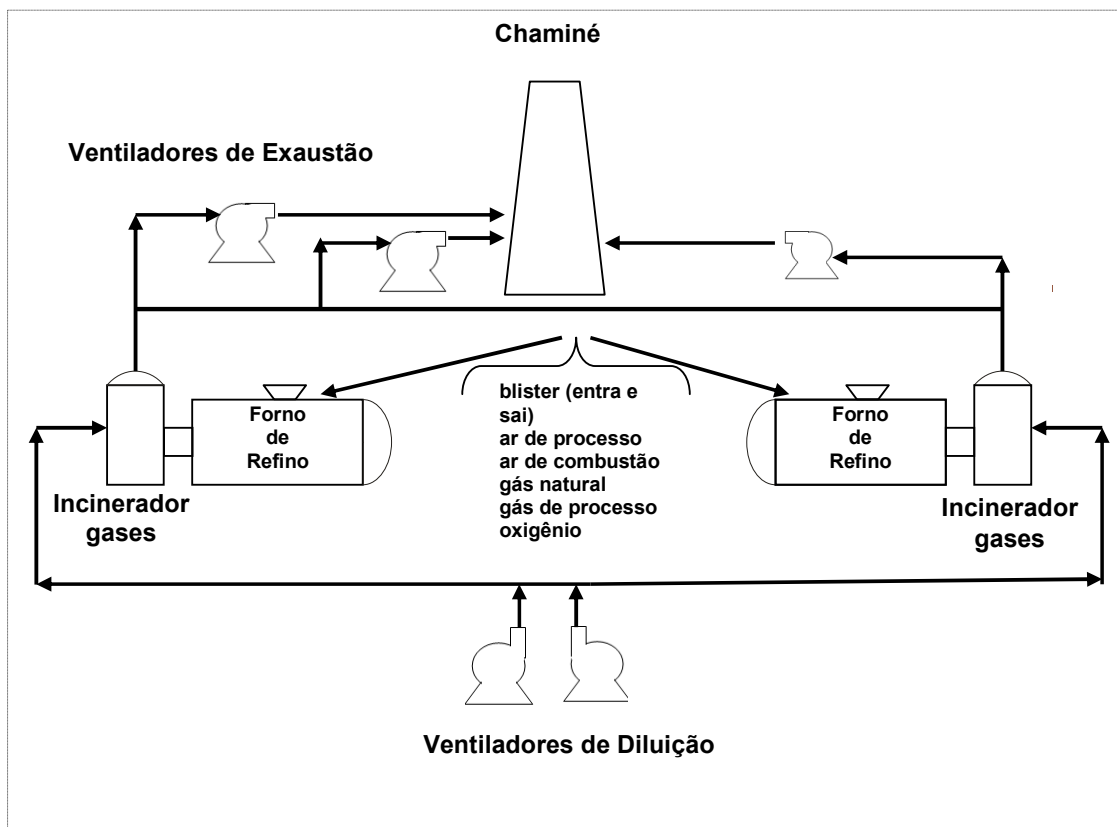 Chaminé
Ventiladores de Exaustão
blister (entra e
sai)
ar de processo
ar de combustão
gás natural
gás de processo
oxigênio
Forno
de
Refino
Forno
de
Refino
Incinerador
gases
Incinerador
gases
Ventiladores de Diluição